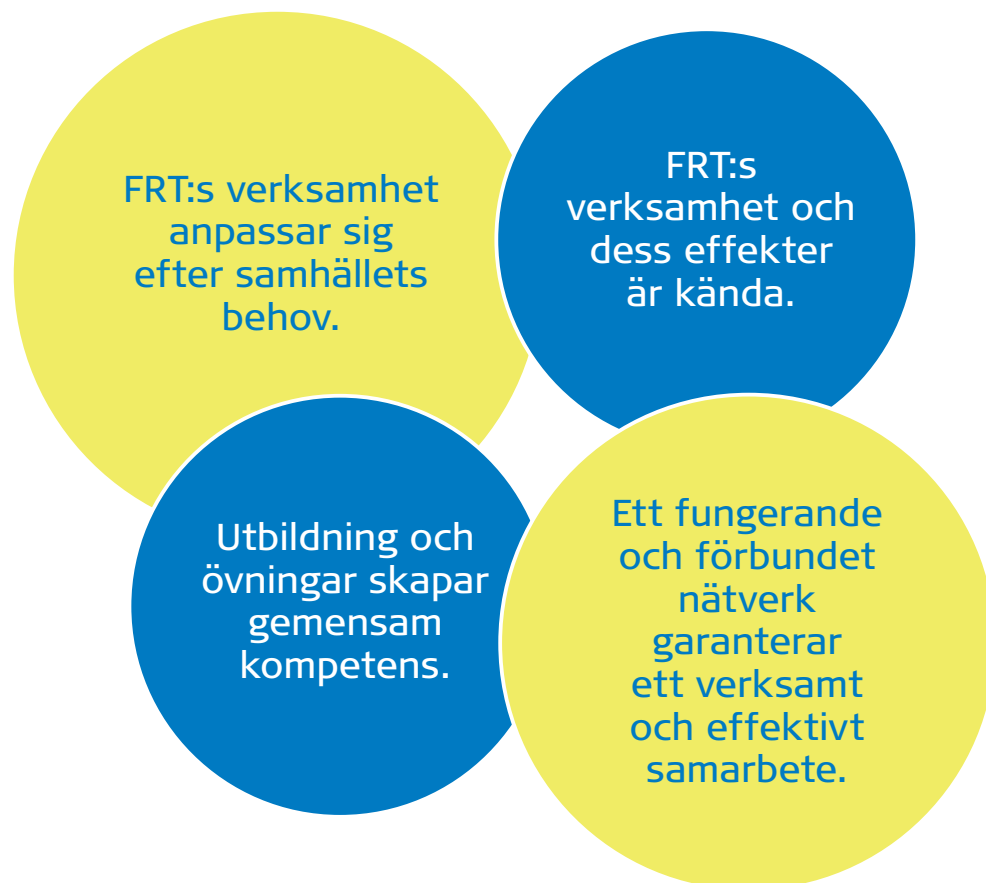 FRT:s verksamhet
anpassar sig
efter samhällets
behov.
FRT:s
verksamhet och
dess effekter
är kända.
Utbildning och
övningar skapar
gemensam
kompetens.
Ett fungerande
och förbundet
nätverk
garanterar
ett verksamt
och effektivt
samarbete.